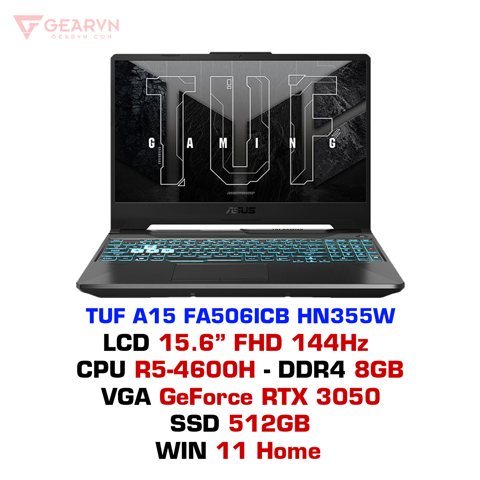 GEARVN
GEARVN.COM
TUF
GAMING
ASUS
TUF A15 FA506ICB HN355W
LCD 15.6” FHD 144Hz
CPU R5-4600H - DDR4 8GB
VGA GeForce RTX 3050
SSD 512GB
WIN 11 Home